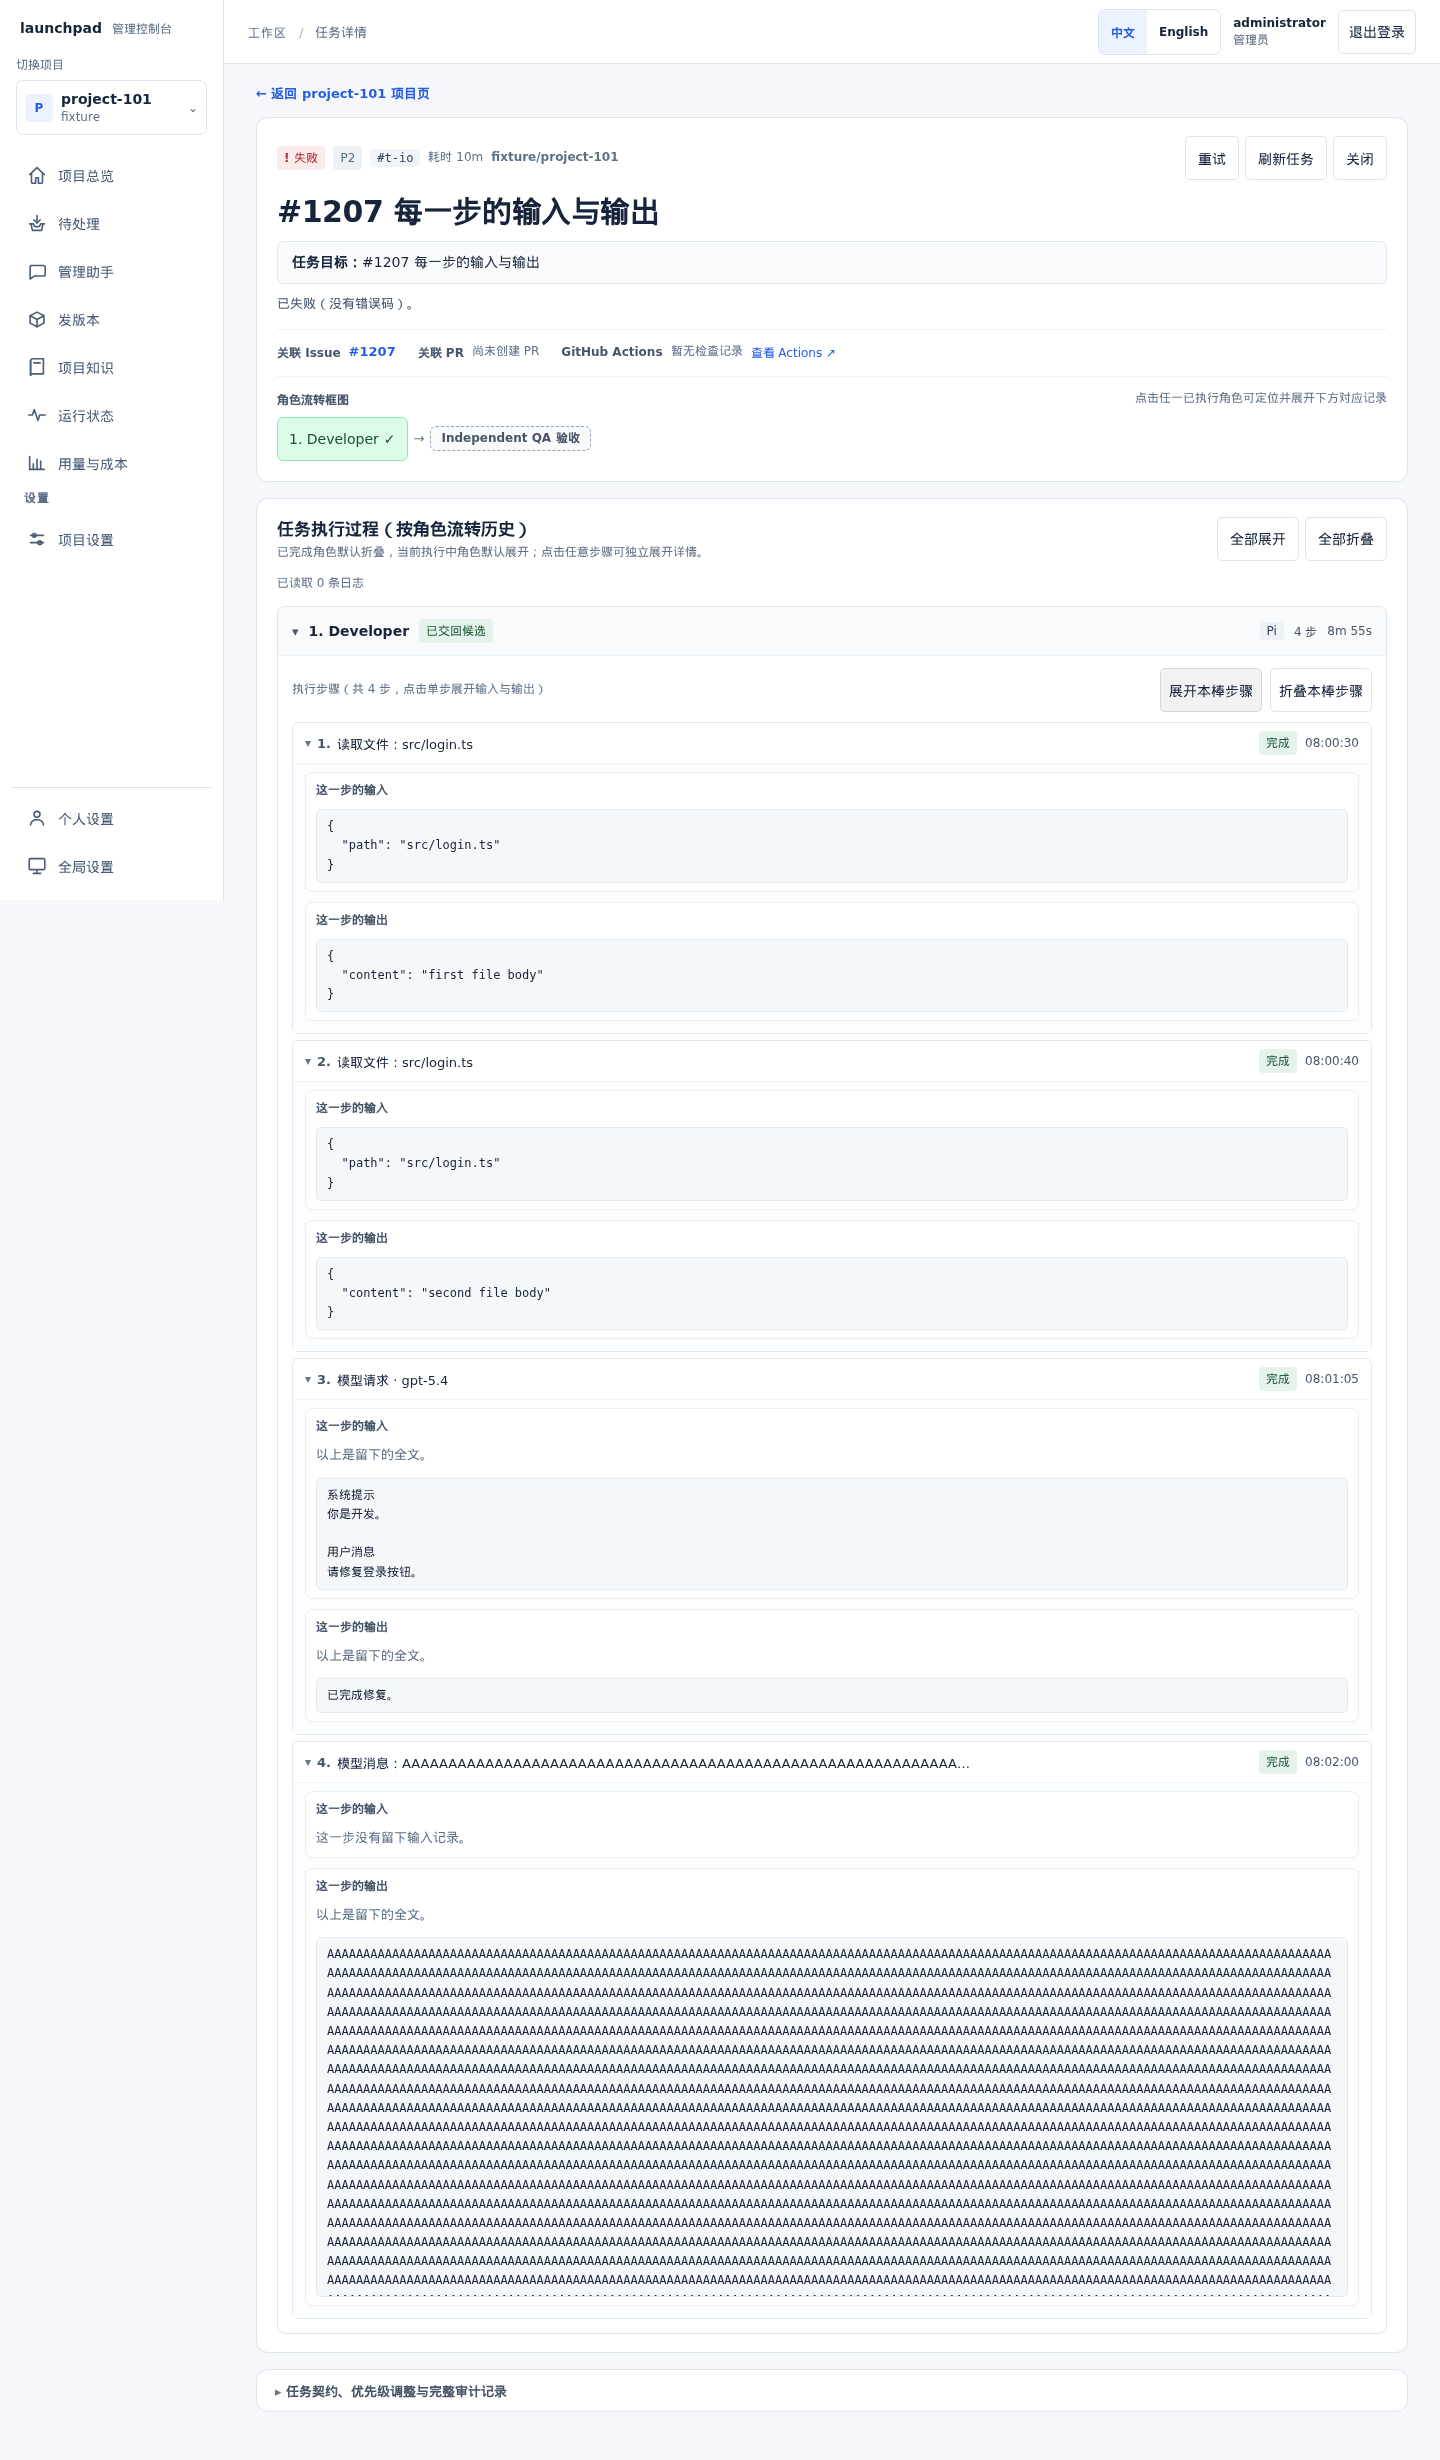 launchpad 管理控制台
切换项目
P project-101
fixture
项目总览
待处理
管理助手
发版本
项目知识
运行状态
用量与成本
设置
项目设置
个人设置
全局设置
工作区 / 任务详情
中文 English
administrator
管理员
退出登录
← 返回 project-101 项目页
! 失败 P2 #t-io 耗时 10m fixture/project-101
重试 刷新任务 关闭
#1207 每一步的输入与输出
任务目标：#1207 每一步的输入与输出
已失败（没有错误码）。
关联 Issue #1207 关联 PR 尚未创建 PR GitHub Actions 暂无检查记录 查看 Actions ↗
角色流转框图 点击任一已执行角色可定位并展开下方对应记录
1. Developer ✓ → Independent QA 验收
任务执行过程（按角色流转历史）
已完成角色默认折叠，当前执行中角色默认展开；点击任意步骤可独立展开详情。
全部展开 全部折叠
已读取 0 条日志
▾ 1. Developer 已交回候选 Pi 4 步 8m 55s
执行步骤（共 4 步，点击单步展开输入与输出） 展开本棒步骤 折叠本棒步骤
▾ 1. 读取文件：src/login.ts 完成 08:00:30
这一步的输入
{
"path": "src/login.ts"
}
这一步的输出
{
"content": "first file body"
}
▾ 2. 读取文件：src/login.ts 完成 08:00:40
这一步的输入
{
"path": "src/login.ts"
}
这一步的输出
{
"content": "second file body"
}
▾ 3. 模型请求 · gpt-5.4 完成 08:01:05
这一步的输入
以上是留下的全文。
系统提示
你是开发。
用户消息
请修复登录按钮。
这一步的输出
以上是留下的全文。
已完成修复。
▾ 4. 模型消息：AAAAAAAAAAAAAAAAAAAAAAAAAAAAAAAAAAAAAAAAAAAAAAAAAAAAAAAAAAAA… 完成 08:02:00
这一步的输入
这一步没有留下输入记录。
这一步的输出
以上是留下的全文。
▸ 任务契约、优先级调整与完整审计记录